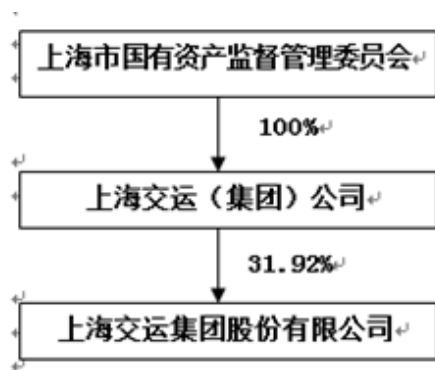 上海市国有资产监督管理委员会
100%
上海交运（集团）公司
31.92%
上海交运集团股份有限公司